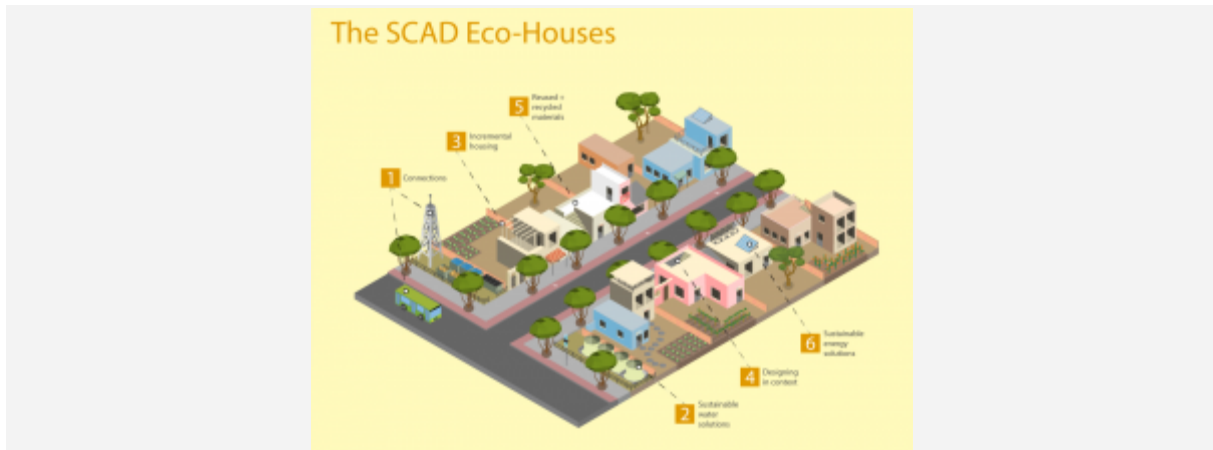 The SCAD Eco-Houses
5
Reused +
recycled
materials
3
Incremental
housing
1
Connections
6
Sustainable
energy
solutions
4
Designing
in context
2
Sustainable
water
solutions